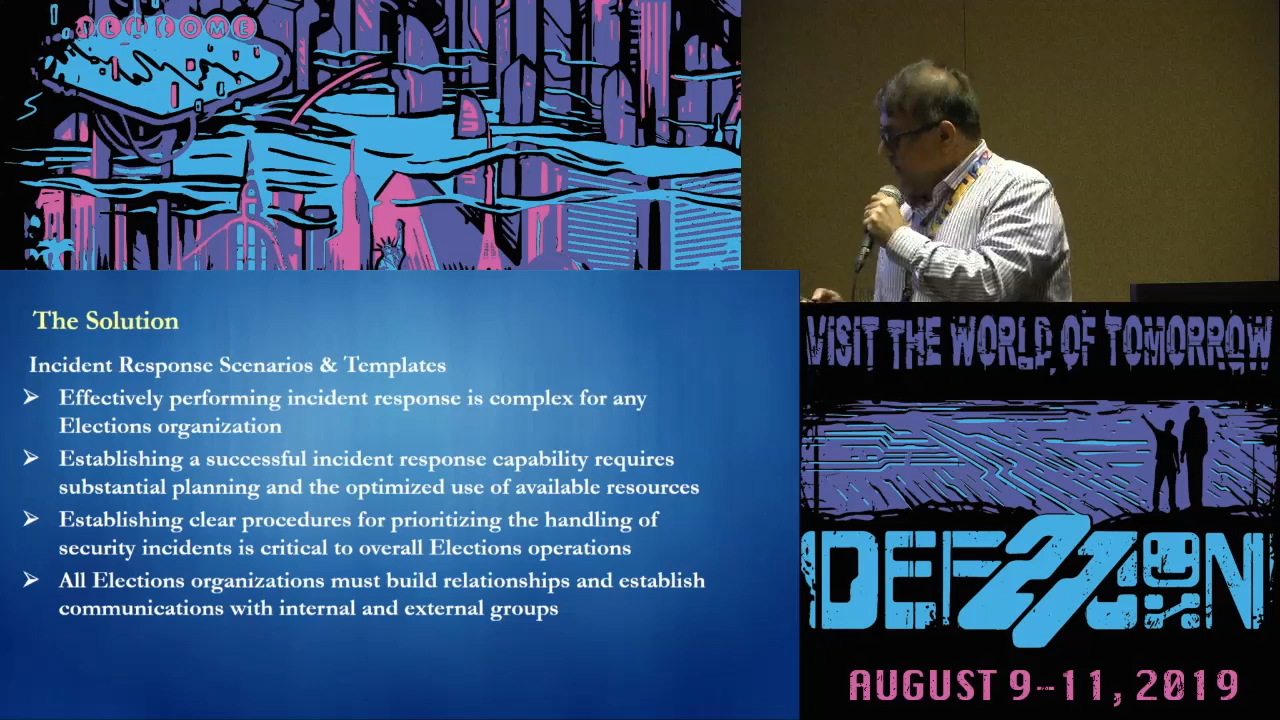 WELCOME
The Solution
Incident Response Scenarios & Templates
Effectively performing incident response is complex for any
Elections organization
Establishing a successful incident response capability requires
substantial planning and the optimized use of available resources
Establishing clear procedures for prioritizing the handling of
security incidents is critical to overall Elections operations
All Elections organizations must build relationships and establish
communications with internal and external groups
VISIT THE WORLD OF TOMORROW
DEF 27 CON
AUGUST 9-11, 2019